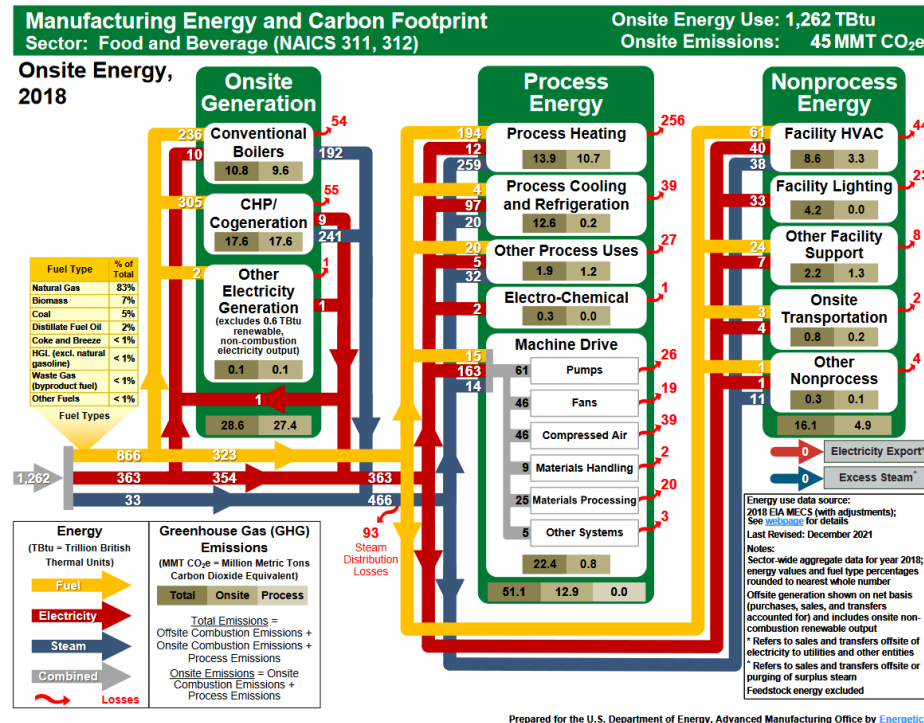 Manufacturing Energy and Carbon Footprint
Sector: Food and Beverage (NAICS 311, 312)
Onsite Energy Use: 1,262 TBtu
Onsite Emissions: 45 MMT CO₂e
Onsite Energy,
2018
Onsite
Generation
54
236
10
Conventional
Boilers
192
10.8 9.6
55
305
CHP/
Cogeneration
9
241
17.6 17.6
1
2
Other
Electricity
Generation
(excludes 0.6 TBtu
renewable,
non-combustion
electricity output)
1
0.1 0.1
1
28.6 27.4
Fuel Type % of Total
Natural Gas 83%
Biomass 7%
Coal 5%
Distillate Fuel Oil 2%
Coke and Breeze < 1%
HGL (excl. natural gasoline) < 1%
Waste Gas (byproduct fuel) < 1%
Other Fuels < 1%
Fuel Types
1,262
866 323
363 354 363
33 466
93
Steam
Distribution
Losses
Process
Energy
256
194
12
259
Process Heating
13.9 10.7
39
4
97
20
Process Cooling
and Refrigeration
12.6 0.2
27
20
5
32
Other Process Uses
1.9 1.2
1
2
Electro-Chemical
0.3 0.0
Machine Drive
15
163
14
61 Pumps 26
46 Fans 19
46 Compressed Air 39
9 Materials Handling 2
25 Materials Processing 20
5 Other Systems 3
22.4 0.8
51.1 12.9 0.0
Nonprocess
Energy
44
61
40
38
Facility HVAC
8.6 3.3
23
33
Facility Lighting
4.2 0.0
8
24
7
Other Facility
Support
2.2 1.3
2
3
4
Onsite
Transportation
0.8 0.2
4
1
1
11
Other
Nonprocess
0.3 0.1
16.1 4.9
0 Electricity Export*
0 Excess Steam^
Energy
(TBtu = Trillion British
Thermal Units)
Fuel
Electricity
Steam
Combined
Losses
Greenhouse Gas (GHG)
Emissions
(MMT CO₂e = Million Metric Tons
Carbon Dioxide Equivalent)
Total Onsite Process
Total Emissions =
Offsite Combustion Emissions +
Onsite Combustion Emissions +
Process Emissions
Onsite Emissions = Onsite
Combustion Emissions +
Process Emissions
Energy use data source:
2018 EIA MECS (with adjustments);
See webpage for details
Last Revised: December 2021
Notes:
Sector-wide aggregate data for year 2018;
energy values and fuel type percentages
rounded to nearest whole number
Offsite generation shown on net basis
(purchases, sales, and transfers
accounted for) and includes onsite non-
combustion renewable output
* Refers to sales and transfers offsite of
electricity to utilities and other entities
^ Refers to sales and transfers offsite or
purging of surplus steam
Feedstock energy excluded
Prepared for the U.S. Department of Energy, Advanced Manufacturing Office by Energetic